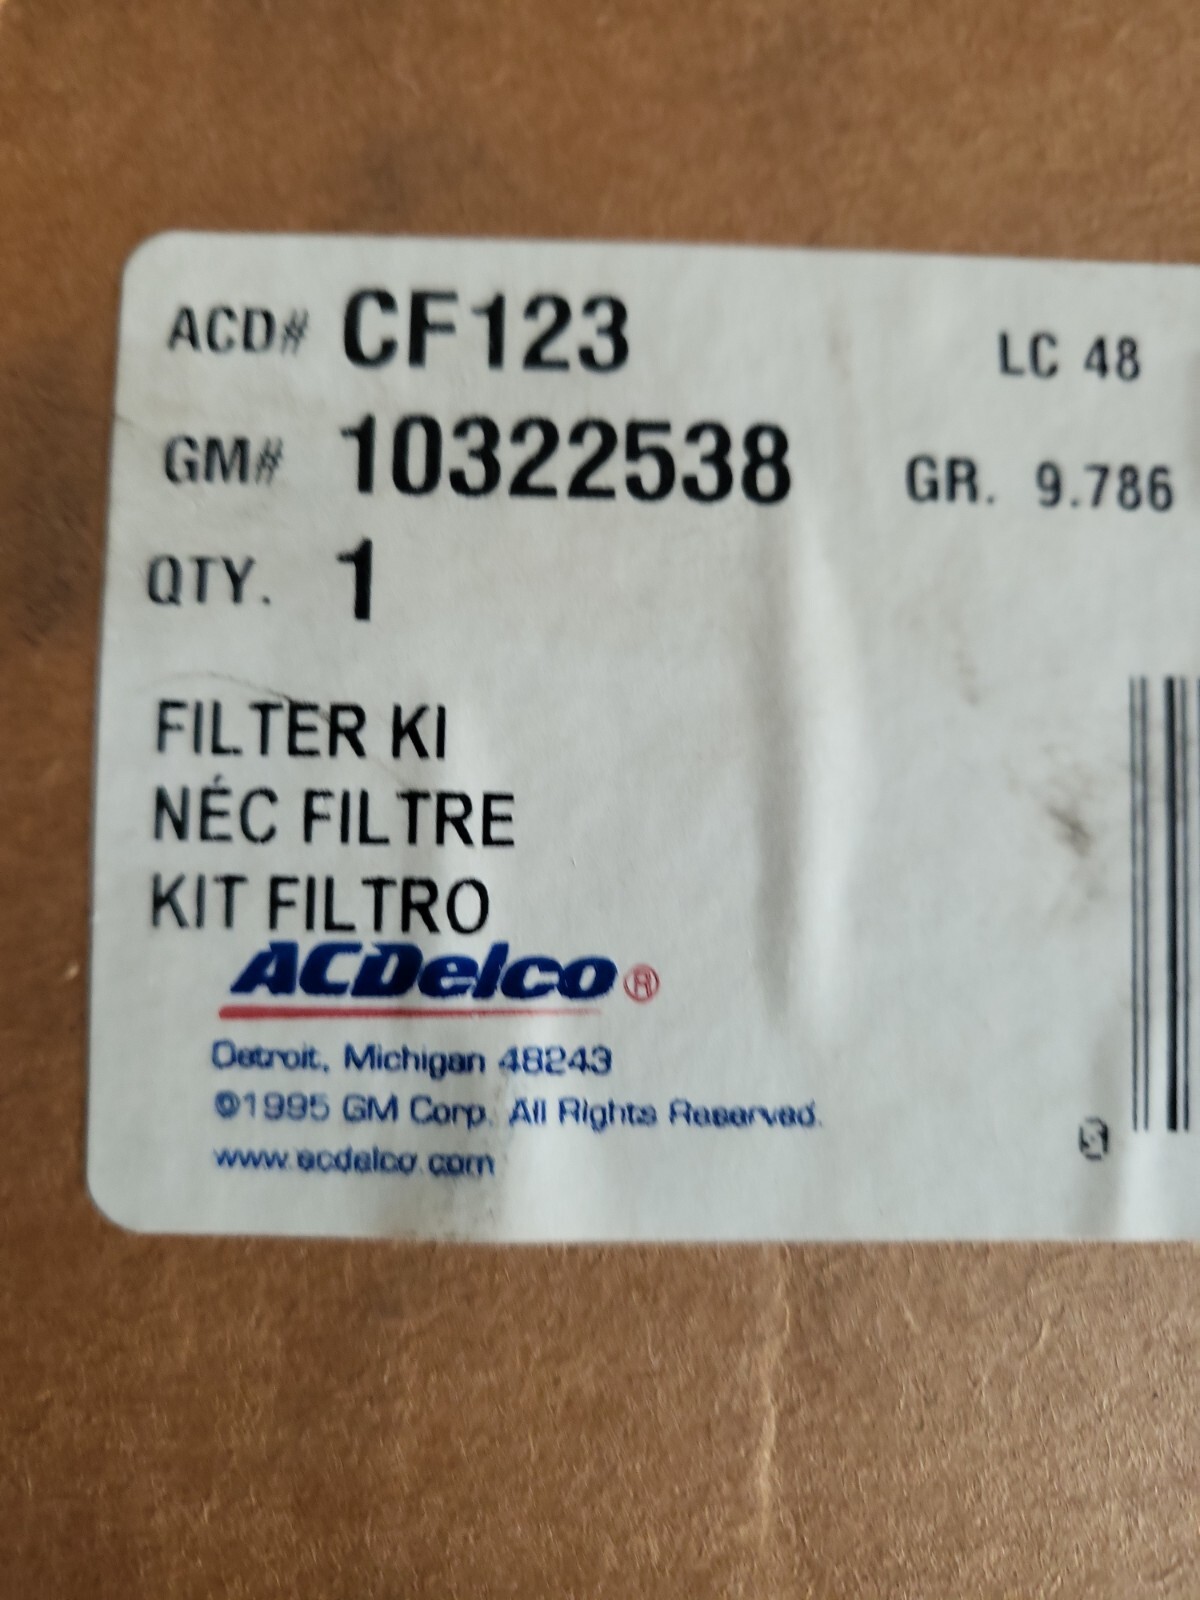 ACD# CF123 LC 48
GM# 10322538 GR. 9.786
QTY. 1
FILTER KI
NÉC FILTRE
KIT FILTRO
ACDelco®
Detroit, Michigan 48243
©1995 GM Corp. All Rights Reserved.
www.acdelco.com
S